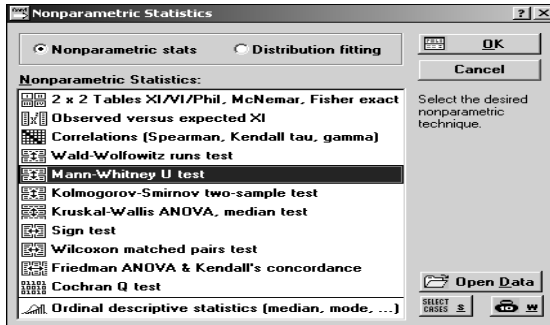 Nonparametric Statistics
? x
Nonparametric stats
Distribution fitting
OK
Cancel
Nonparametric Statistics:
2 x 2 Tables XI/VI/Phil, McNemar, Fisher exact
Observed versus expected XI
Correlations (Spearman, Kendall tau, gamma)
Wald-Wolfowitz runs test
Mann-Whitney U test
Kolmogorov-Smirnov two-sample test
Kruskal-Wallis ANOVA, median test
Sign test
Wilcoxon matched pairs test
Friedman ANOVA & Kendall's concordance
Cochran Q test
Ordinal descriptive statistics (median, mode, ...)
Select the desired
nonparametric
technique.
Open Data
SELECT
CASES S
W